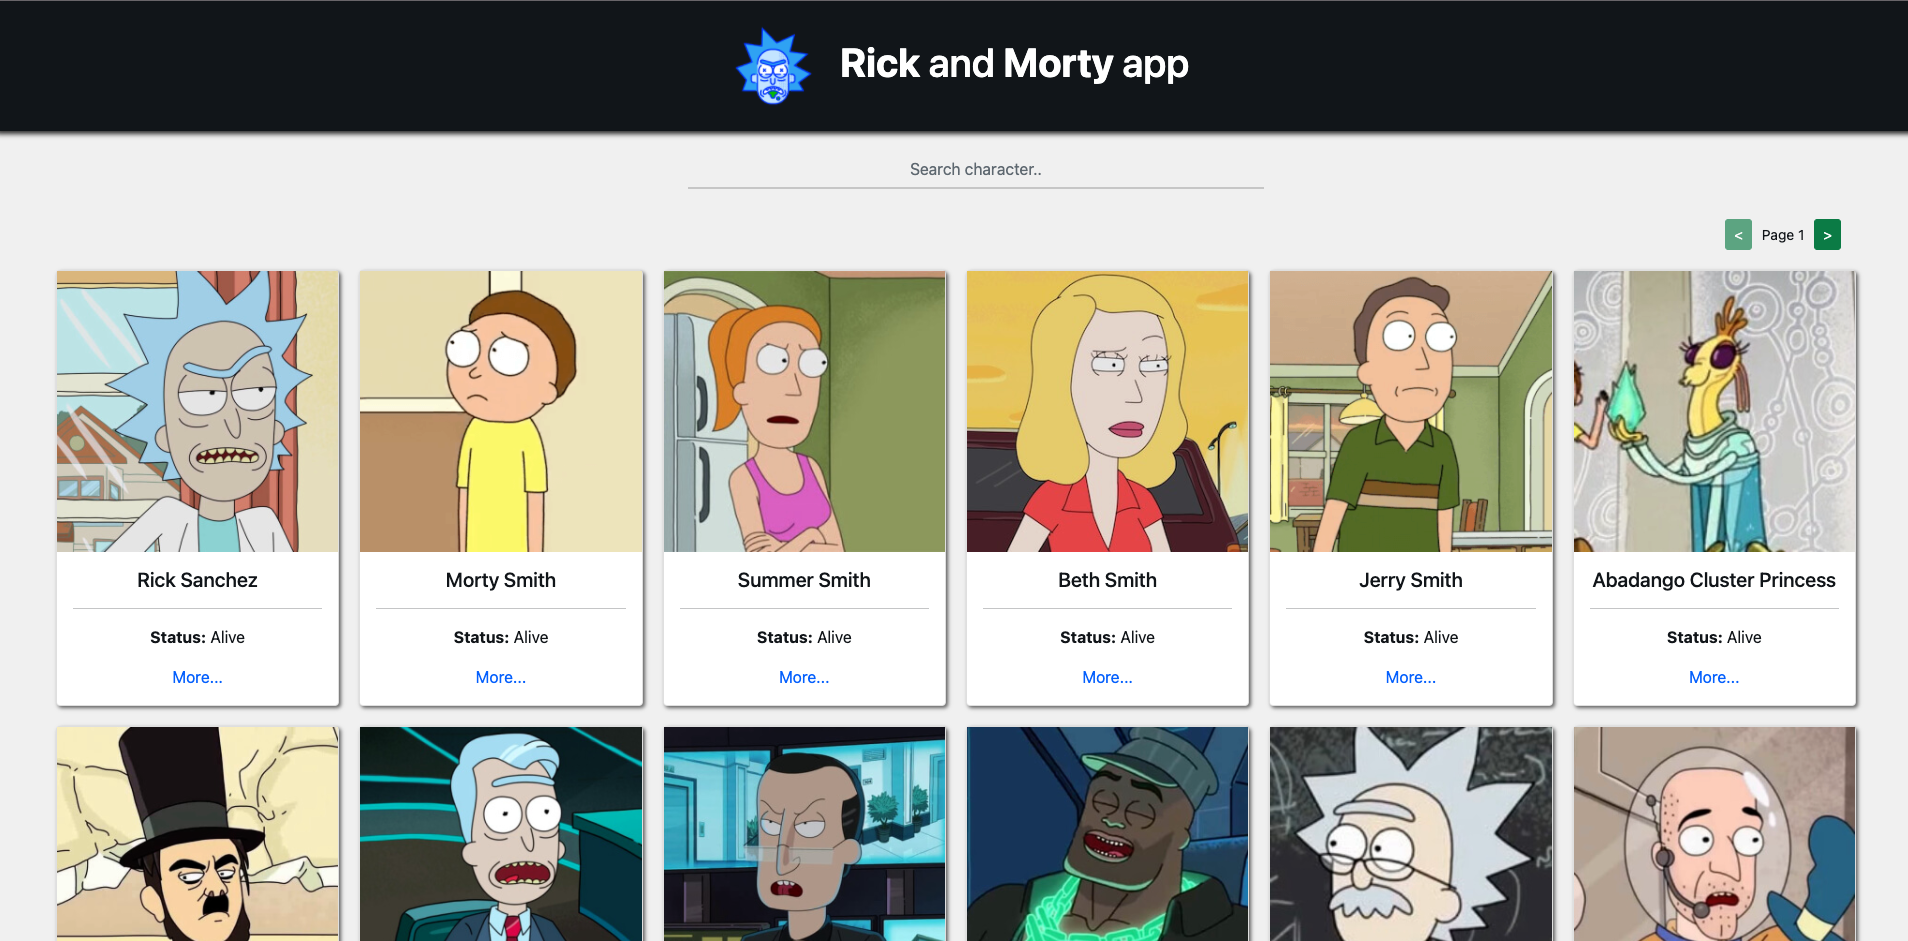 Rick and Morty app
Search character..
< Page 1 >
Rick Sanchez
Status: Alive
More...
Morty Smith
Status: Alive
More...
Summer Smith
Status: Alive
More...
Beth Smith
Status: Alive
More...
Jerry Smith
Status: Alive
More...
Abadango Cluster Princess
Status: Alive
More...